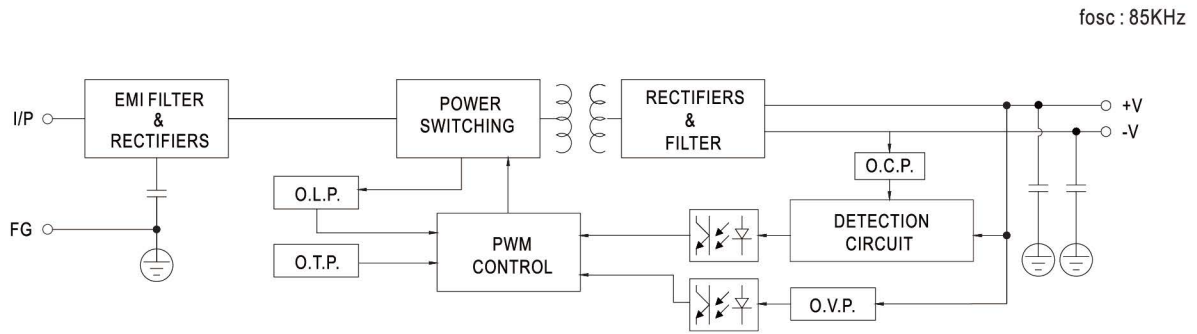 fosc : 85KHz
I/P
EMI FILTER
&
RECTIFIERS
POWER
SWITCHING
RECTIFIERS
&
FILTER
+V
-V
O.C.P.
O.L.P.
FG
PWM
CONTROL
DETECTION
CIRCUIT
O.T.P.
O.V.P.